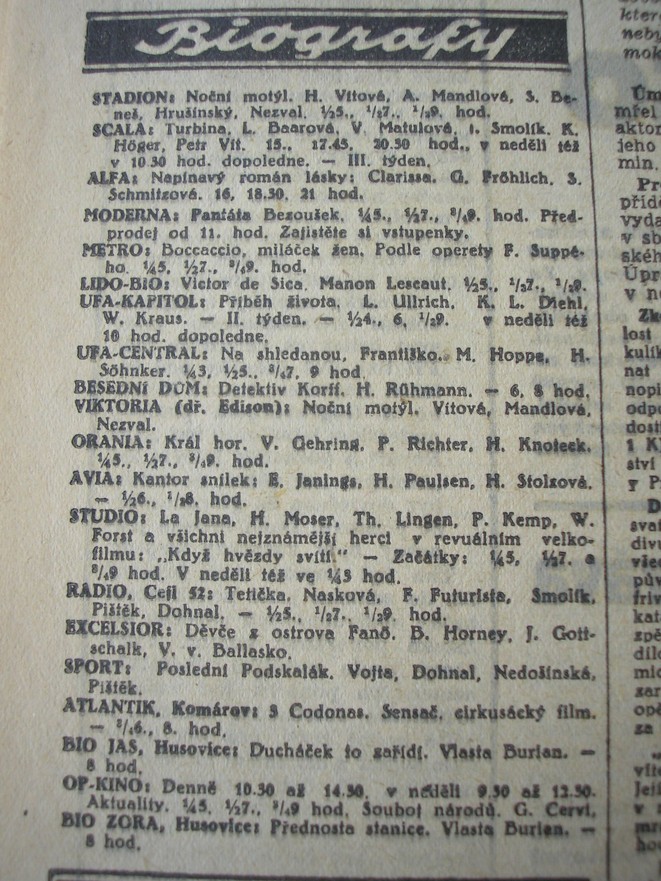 Biografy
STADION: Noční motýl. H. Vítová, A. Mandlová, S. Be-
neš, Hrušínský, Nezval. ½5., ½7., ½9. hod.
SCALA: Turbina, L. Baarová, V. Matulová, I. Smolík, K.
Höger, Petr Vit. 15., 17.45, 20.30 hod., v neděli též
v 10.30 hod. dopoledne. — III. týden.
ALFA: Napínavý román lásky: Clarissa. G. Fröhlich, S.
Schmitzová. 16, 18.30, 21 hod.
MODERNA: Pantáta Bezoušek. ¼5., ½7., ¾9. hod. Před-
prodej od 11. hod. Zajistěte si vstupenky.
METRO: Boccaccio, miláček žen. Podle operety F. Suppé-
ho. ¼5, ½7., ¾9. hod.
LIDO-BIO: Victor de Sica. Manon Lescaut. ½5., ½7., ½9.
UFA-KAPITOL: Příběh života. L. Ullrich, K. L. Diehl,
W. Kraus. — II. týden. — ½4., 6, ½9. v neděli též
10 hod. dopoledne.
UFA-CENTRAL: Na shledanou, Františko. M. Hoppe, H.
Söhnker. ¼3, ½5., ¾7, 9 hod.
BESEDNÍ DŮM: Detektiv Korff. H. Rühmann. — 6, 8 hod.
VIKTORIA (dř. Edison): Noční motýl. Vítová, Mandlová,
Nezval.
ORANIA: Král hor. V. Gehring, P. Richter, H. Knoteck.
¼5., ½7., ¾9. hod.
AVIA: Kantor snílek: E. Janings, H. Paulsen, H. Stolzová.
— ½6., ½8. hod.
STUDIO: La Jana, H. Moser, Th. Lingen, P. Kemp, W.
Forst a všichni nejznámější herci v revuálním velko-
filmu: „Když hvězdy svítí." — Začátky: ¼5, ½7. a
¾9 hod. V neděli též ve ¼3 hod.
RADIO, Cejl 52: Tetička. Nasková, F. Futurista, Smolík,
Pištěk, Dohnal. — ½5., ½7., ½9 hod.
EXCELSIOR: Děvče z ostrova Fanö. B. Horney, J. Gott-
schalk, V. v. Ballasko.
SPORT: Poslední Podskalák. Vojta, Dohnal, Nedošinská,
Pištěk.
ATLANTIK, Komárov: 3 Codonas. Sensač. cirkusácký film.
— ¾6., 8. hod.
BIO JAS, Husovice: Ducháček to zařídí. Vlasta Burian. —
8 hod.
OP-KINO: Denně 10.30 až 14.30, v neděli 9.30 až 12.30.
Aktuality. ¼5, ½7., ¾9 hod. Souboj národů. G. Cervi.
BIO ZORA, Husovice: Přednosta stanice. Vlasta Burian. —
8 hod.